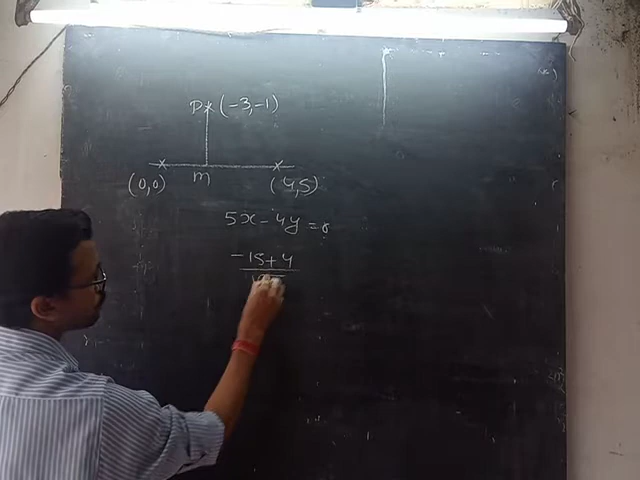 P (-3,-1)
(0,0) m (4,5)
5x - 4y = 0
-15 + 4